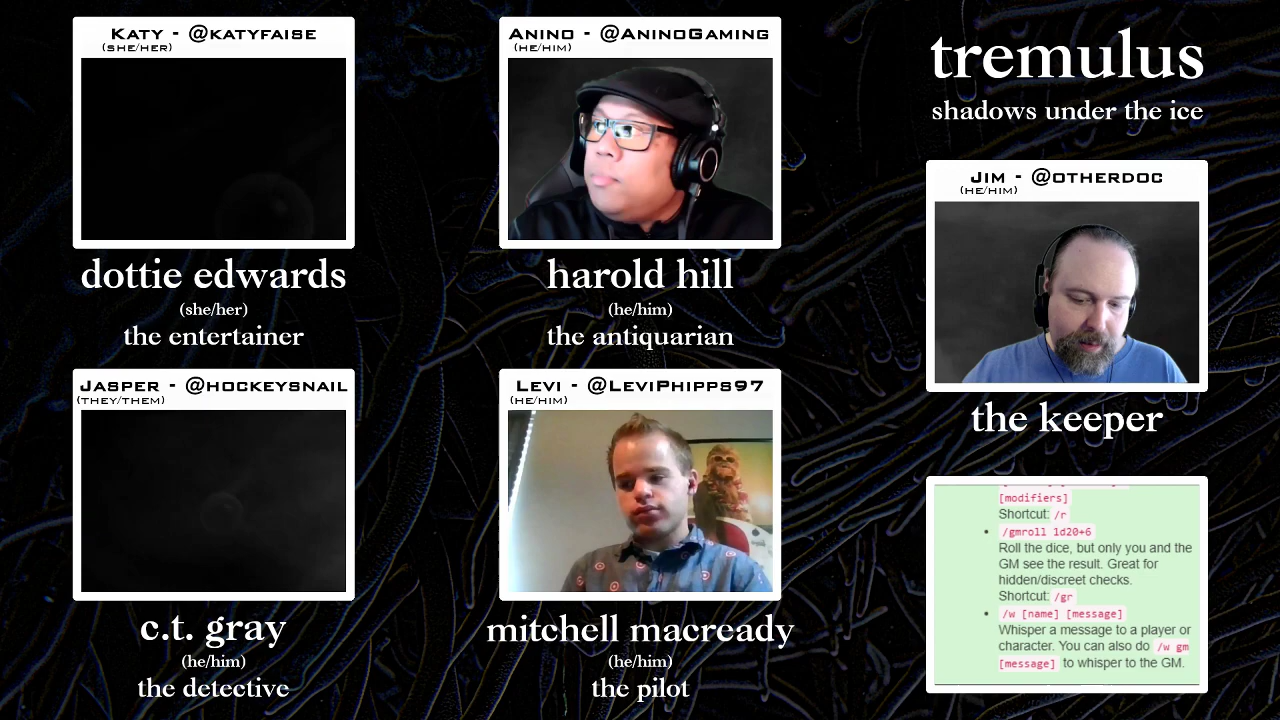 Katy - @katyfaise
(she/her)
dottie edwards
(she/her)
the entertainer
Anino - @AninoGaming
(he/him)
harold hill
(he/him)
the antiquarian
tremulus
shadows under the ice
Jim - @otherdoc
(he/him)
the keeper
Jasper - @hockeysnail
(they/them)
c.t. gray
(he/him)
the detective
Levi - @LeviPhipps97
(he/him)
mitchell macready
(he/him)
the pilot
[modifiers]
Shortcut: /r
• /gmroll 1d20+6
Roll the dice, but only you and the
GM see the result. Great for
hidden/discreet checks.
Shortcut: /gr
• /w [name] [message]
Whisper a message to a player or
character. You can also do /w gm
[message] to whisper to the GM.